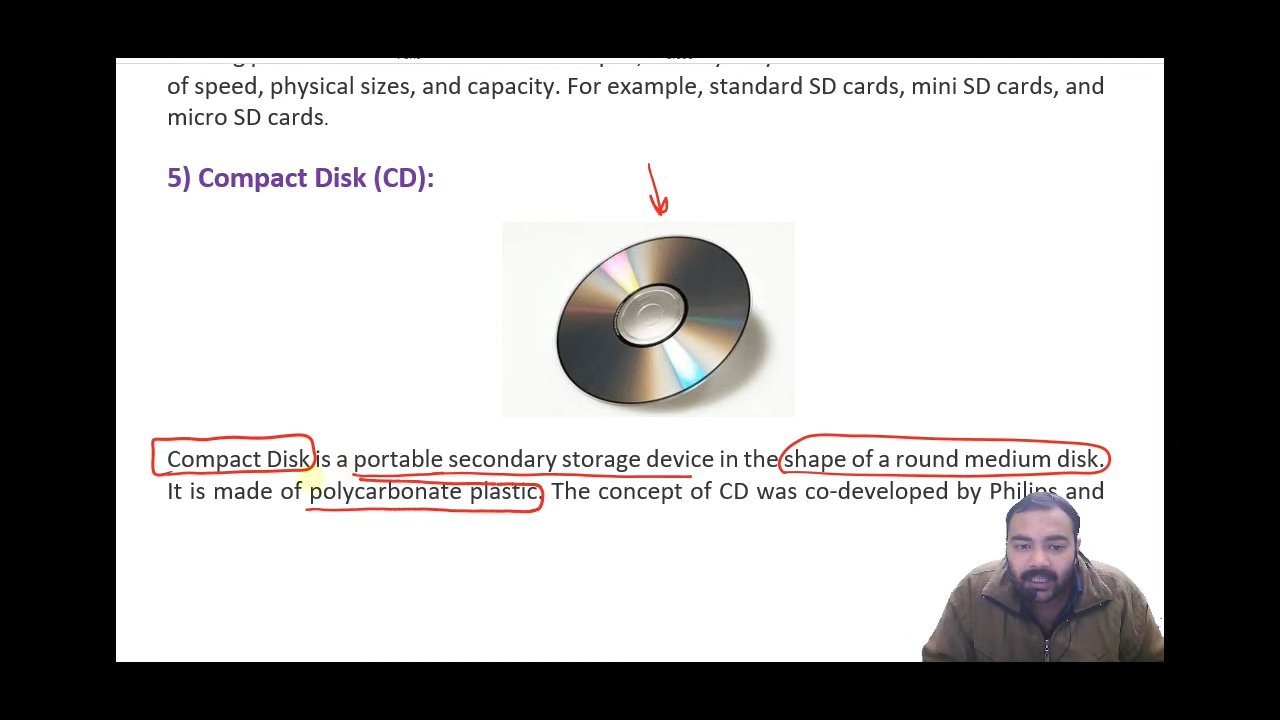 of speed, physical sizes, and capacity. For example, standard SD cards, mini SD cards, and
micro SD cards.
5) Compact Disk (CD):
Compact Disk is a portable secondary storage device in the shape of a round medium disk.
It is made of polycarbonate plastic. The concept of CD was co-developed by Philips and